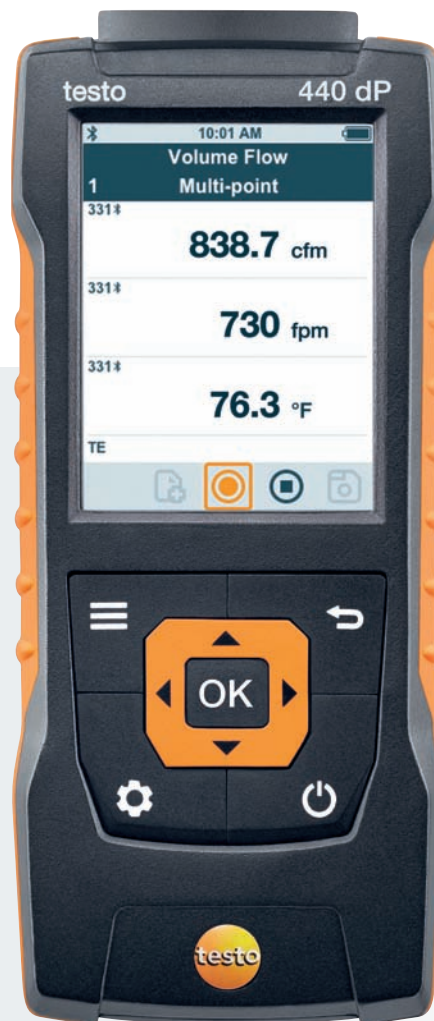 testo 440 dP
10:01 AM
Volume Flow
1 Multi-point
331
838.7 cfm
331
730 fpm
331
76.3 °F
TE
OK
testo